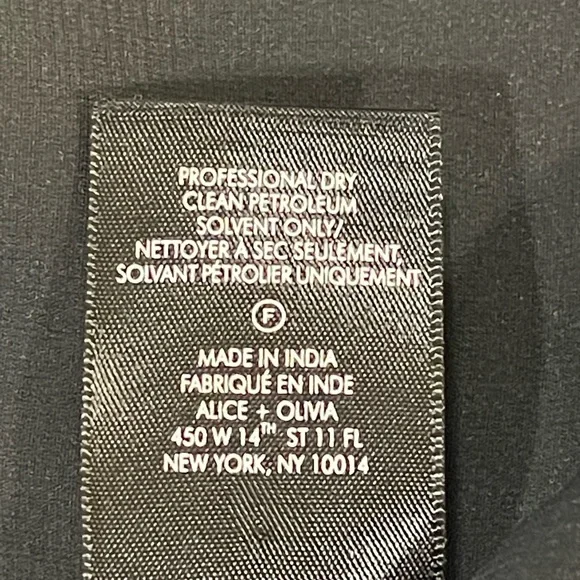 PROFESSIONAL DRY
CLEAN PETROLEUM
SOLVENT ONLY/
NETTOYER À SEC SEULEMENT,
SOLVANT PÉTROLIER UNIQUEMENT
F
MADE IN INDIA
FABRIQUÉ EN INDE
ALICE + OLIVIA
450 W 14TH ST 11 FL
NEW YORK, NY 10014